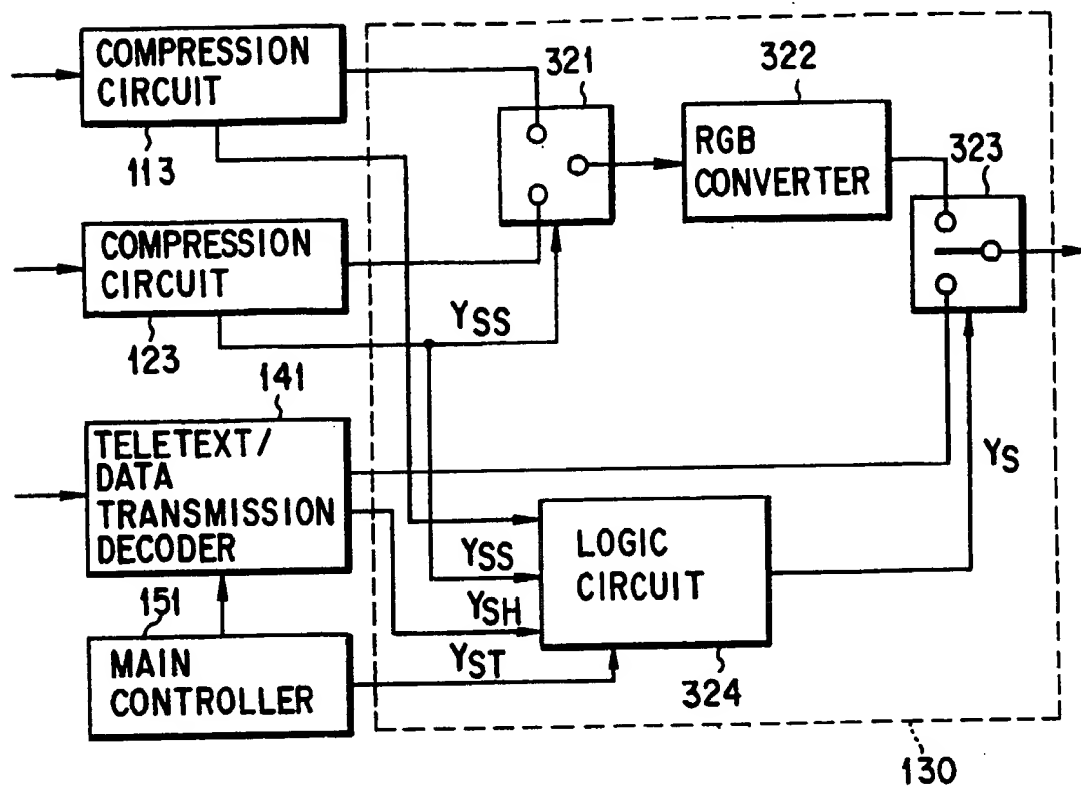 COMPRESSION
CIRCUIT
113
321
322
RGB
CONVERTER
323
COMPRESSION
CIRCUIT
123
YSS
141
TELETEXT/
DATA
TRANSMISSION
DECODER
YS
LOGIC
CIRCUIT
YSS
YSH
YST
324
151
MAIN
CONTROLLER
130